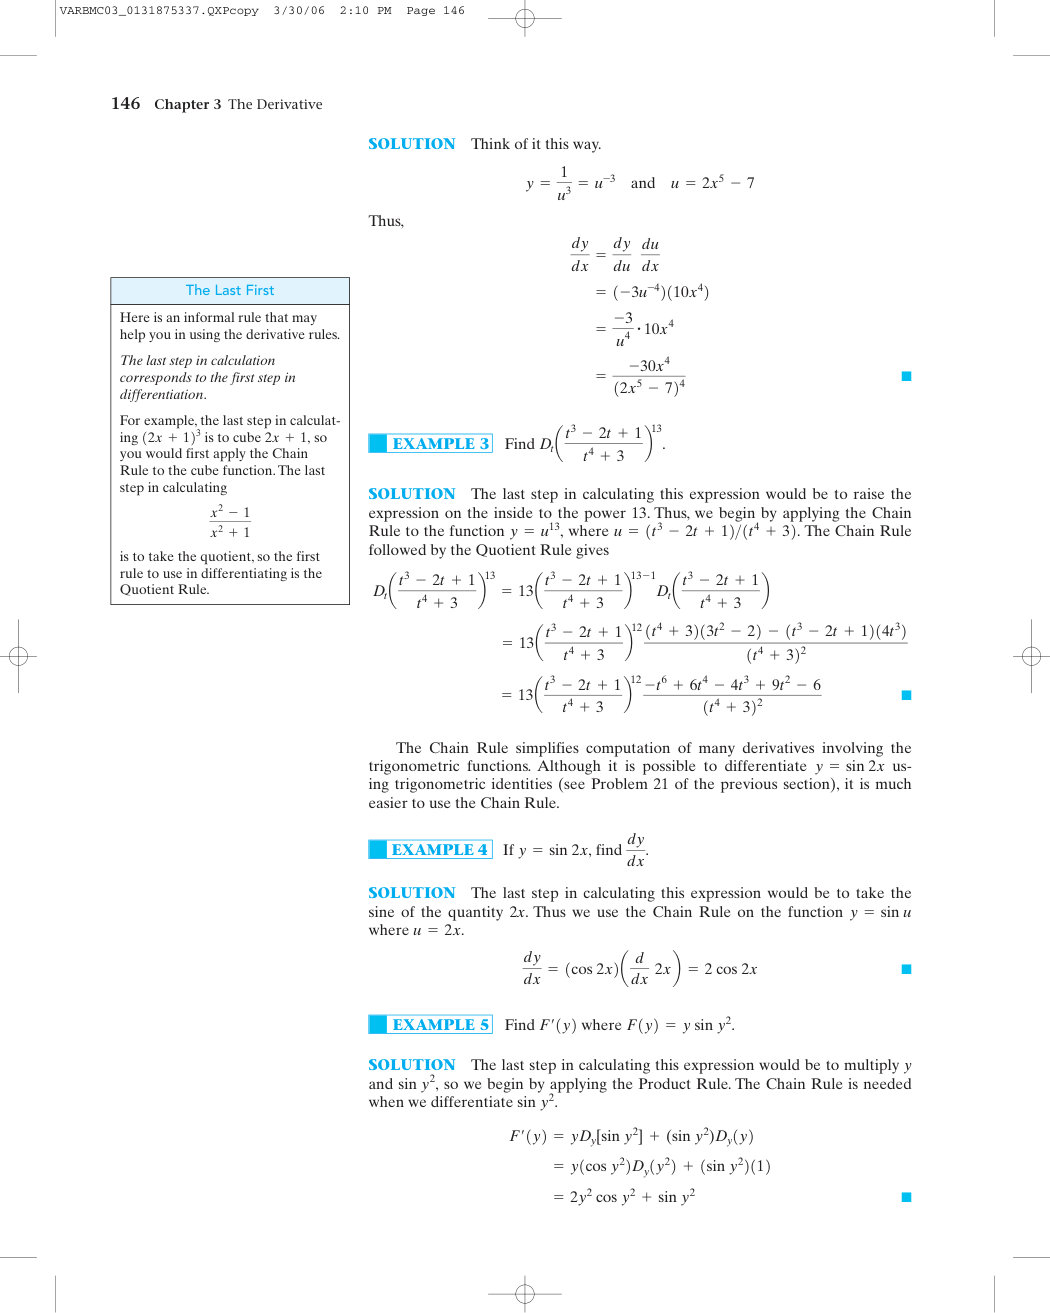 VARBMC03_0131875337.QXPcopy 3/30/06 2:10 PM Page 146
146 Chapter 3 The Derivative
SOLUTION Think of it this way.
y = 1/u³ = u⁻³ and u = 2x⁵ − 7
Thus,
dy/dx = dy/du du/dx
= (−3u⁻⁴)(10x⁴)
= −3/u⁴ · 10x⁴
= −30x⁴/(2x⁵ − 7)⁴
The Last First
Here is an informal rule that may
help you in using the derivative rules.
The last step in calculation
corresponds to the first step in
differentiation.
For example, the last step in calculat-
ing (2x + 1)³ is to cube 2x + 1, so
you would first apply the Chain
Rule to the cube function. The last
step in calculating
x² − 1
x² + 1
is to take the quotient, so the first
rule to use in differentiating is the
Quotient Rule.
EXAMPLE 3 Find Dₜ((t³ − 2t + 1)/(t⁴ + 3))¹³.
SOLUTION The last step in calculating this expression would be to raise the
expression on the inside to the power 13. Thus, we begin by applying the Chain
Rule to the function y = u¹³, where u = (t³ − 2t + 1)/(t⁴ + 3). The Chain Rule
followed by the Quotient Rule gives
Dₜ((t³ − 2t + 1)/(t⁴ + 3))¹³ = 13((t³ − 2t + 1)/(t⁴ + 3))¹³⁻¹ Dₜ((t³ − 2t + 1)/(t⁴ + 3))
= 13((t³ − 2t + 1)/(t⁴ + 3))¹² ((t⁴ + 3)(3t² − 2) − (t³ − 2t + 1)(4t³))/(t⁴ + 3)²
= 13((t³ − 2t + 1)/(t⁴ + 3))¹² (−t⁶ + 6t⁴ − 4t³ + 9t² − 6)/(t⁴ + 3)²
The Chain Rule simplifies computation of many derivatives involving the
trigonometric functions. Although it is possible to differentiate y = sin 2x us-
ing trigonometric identities (see Problem 21 of the previous section), it is much
easier to use the Chain Rule.
EXAMPLE 4 If y = sin 2x, find dy/dx.
SOLUTION The last step in calculating this expression would be to take the
sine of the quantity 2x. Thus we use the Chain Rule on the function y = sin u
where u = 2x.
dy/dx = (cos 2x)(d/dx 2x) = 2 cos 2x
EXAMPLE 5 Find F′(y) where F(y) = y sin y².
SOLUTION The last step in calculating this expression would be to multiply y
and sin y², so we begin by applying the Product Rule. The Chain Rule is needed
when we differentiate sin y².
F′(y) = yDᵧ[sin y²] + (sin y²)Dᵧ(y)
= y(cos y²)Dᵧ(y²) + (sin y²)(1)
= 2y² cos y² + sin y²